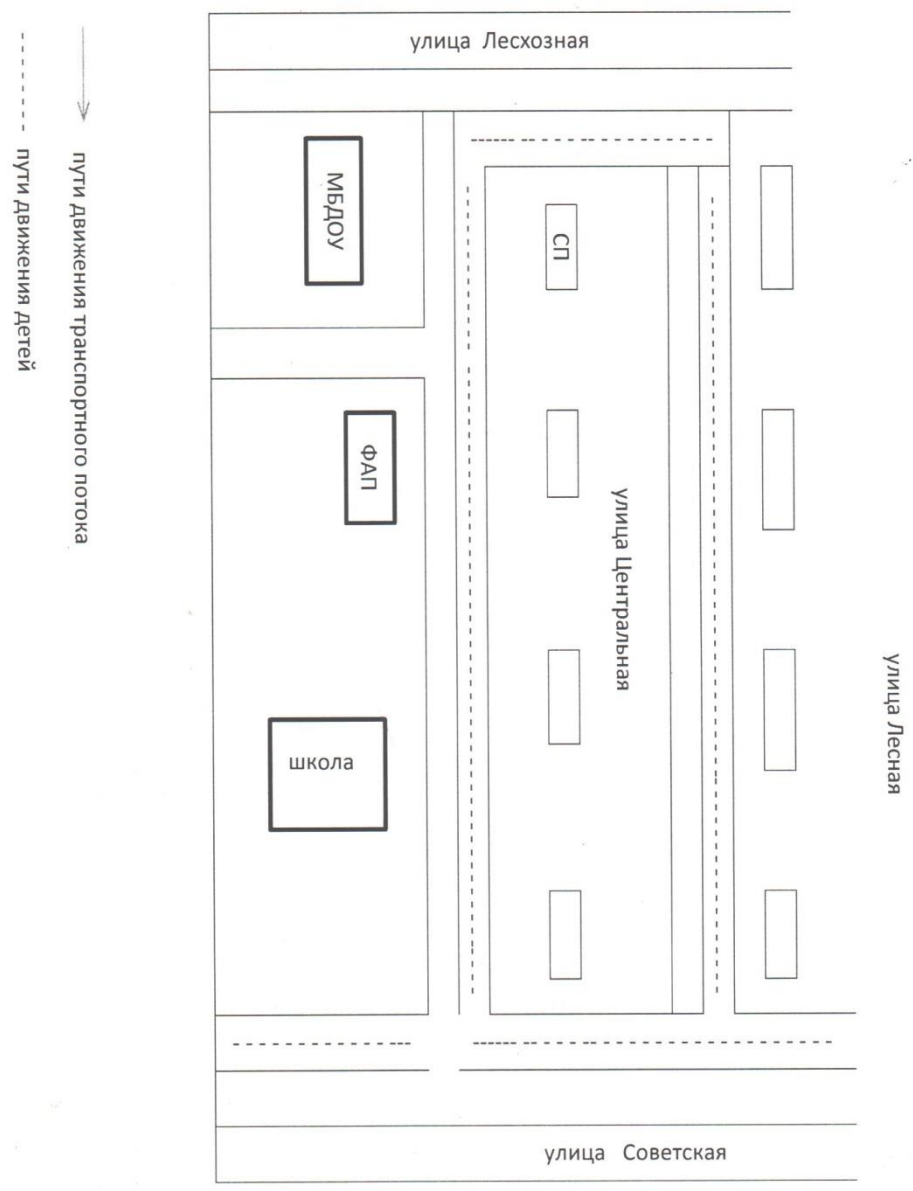 улица Лесхозная
МБДОУ
СП
ФАП
улица Центральная
школа
улица Лесная
улица Советская
пути движения транспортного потока
пути движения детей